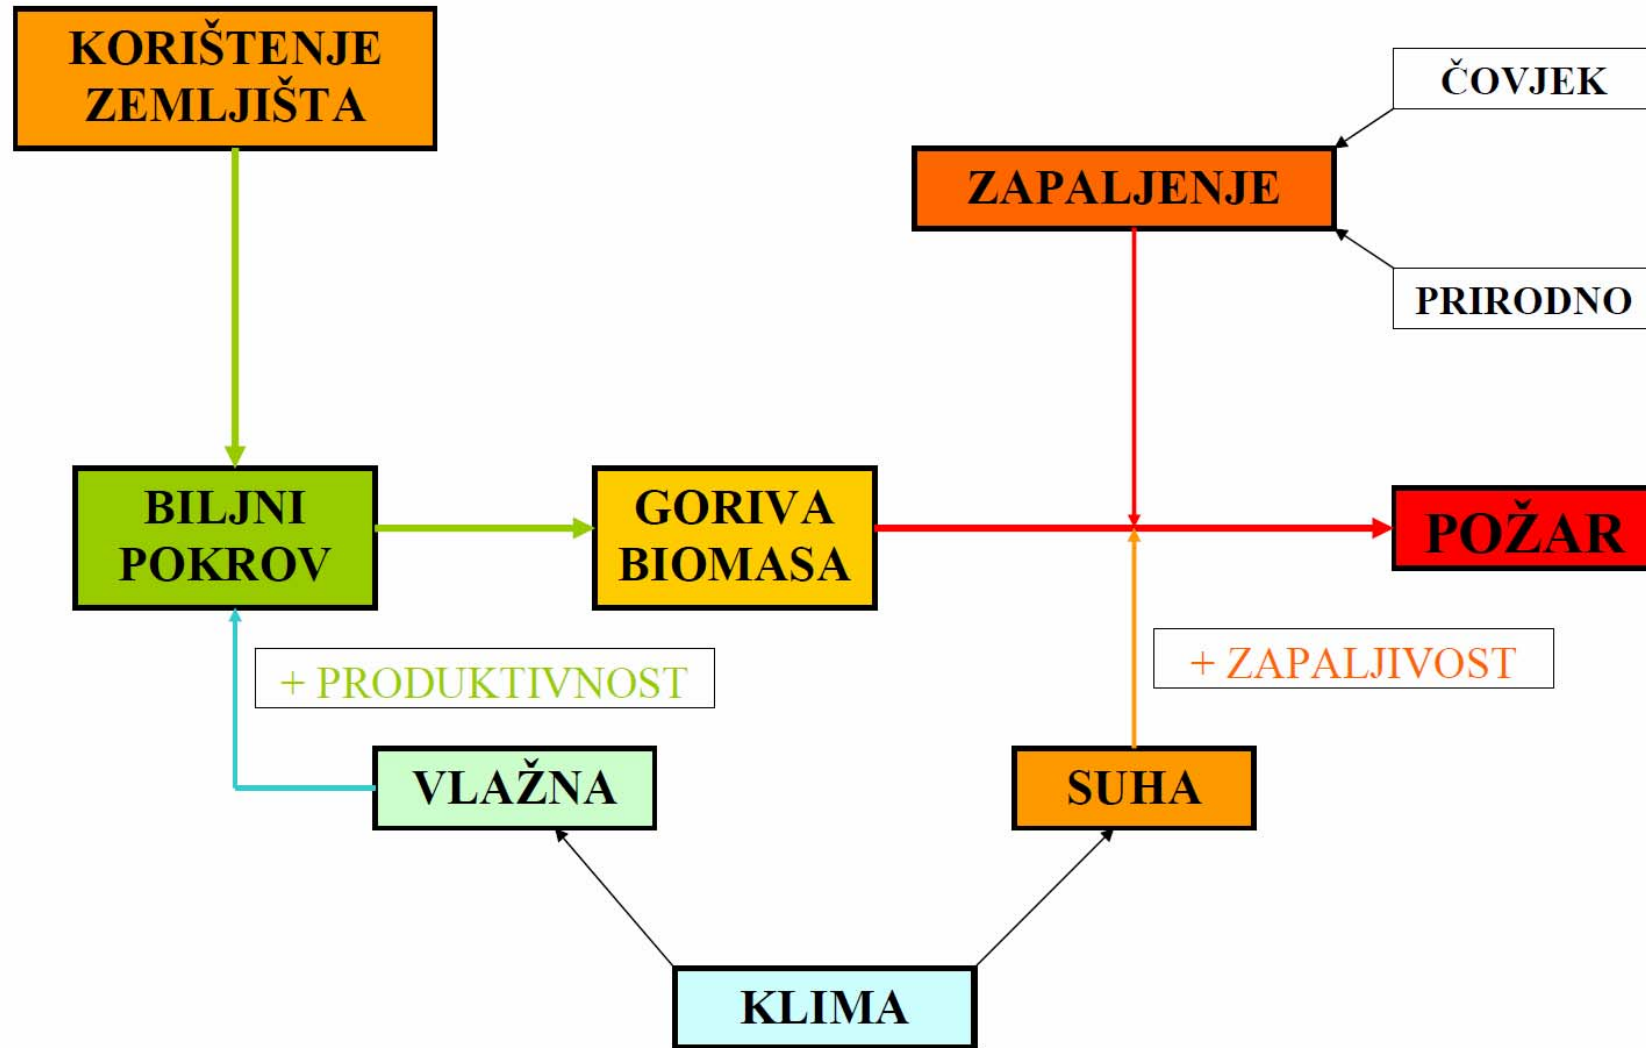 KORIŠTENJE
ZEMLJIŠTA
ČOVJEK
ZAPALJENJE
PRIRODNO
BILJNI
POKROV
GORIVA
BIOMASA
POŽAR
+ PRODUKTIVNOST
+ ZAPALJIVOST
VLAŽNA
SUHA
KLIMA